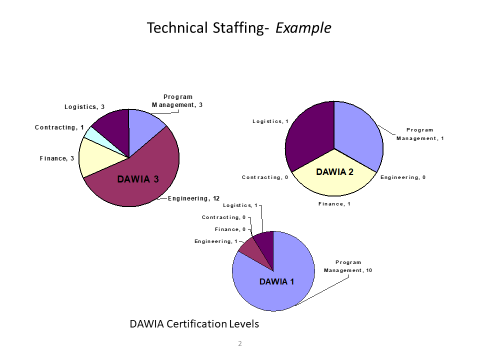 Technical Staffing- Example
Program
Management, 3
Logistics, 3
Contracting, 1
Finance, 3
DAWIA 3
Engineering, 12
Logistics, 1
Program
Management, 1
DAWIA 2
Contracting, 0
Engineering, 0
Finance, 1
Logistics, 1
Contracting, 0
Finance, 0
Engineering, 1
Program
Management, 10
DAWIA 1
DAWIA Certification Levels
2